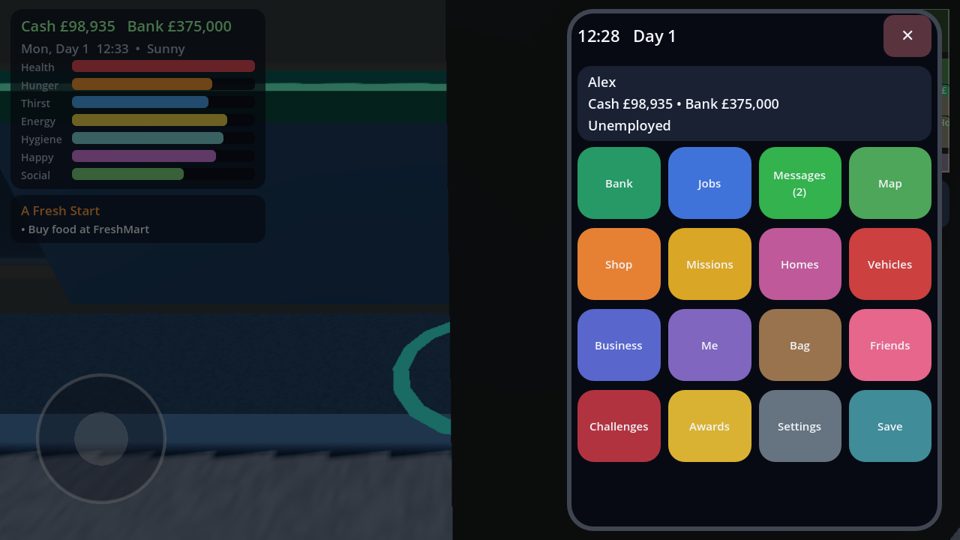 Cash £98,935 Bank £375,000
Mon, Day 1 12:33 • Sunny
Health
Hunger
Thirst
Energy
Hygiene
Happy
Social
A Fresh Start
• Buy food at FreshMart
12:28 Day 1
×
Alex
Cash £98,935 • Bank £375,000
Unemployed
Bank
Jobs
Messages
(2)
Map
Shop
Missions
Homes
Vehicles
Business
Me
Bag
Friends
Challenges
Awards
Settings
Save